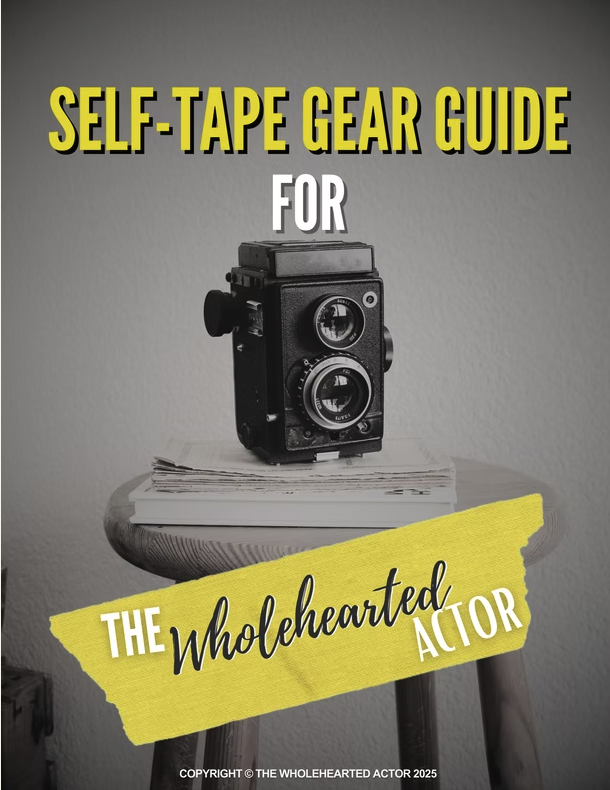 SELF-TAPE GEAR GUIDE
FOR
THE Wholehearted ACTOR
COPYRIGHT © THE WHOLEHEARTED ACTOR 2025